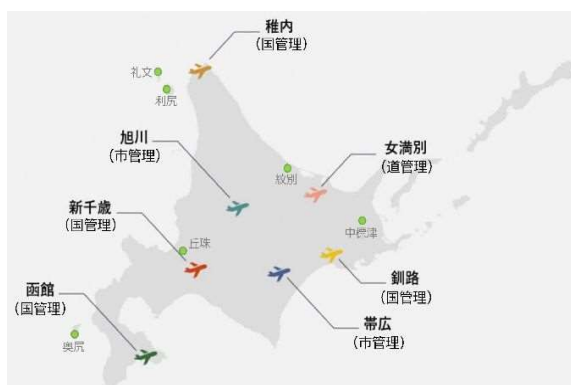 稚内
（国管理）
礼文
利尻
旭川
（市管理）
女満別
（道管理）
紋別
新千歳
（国管理）
中標津
丘珠
函館
（国管理）
釧路
（国管理）
帯広
（市管理）
奥尻